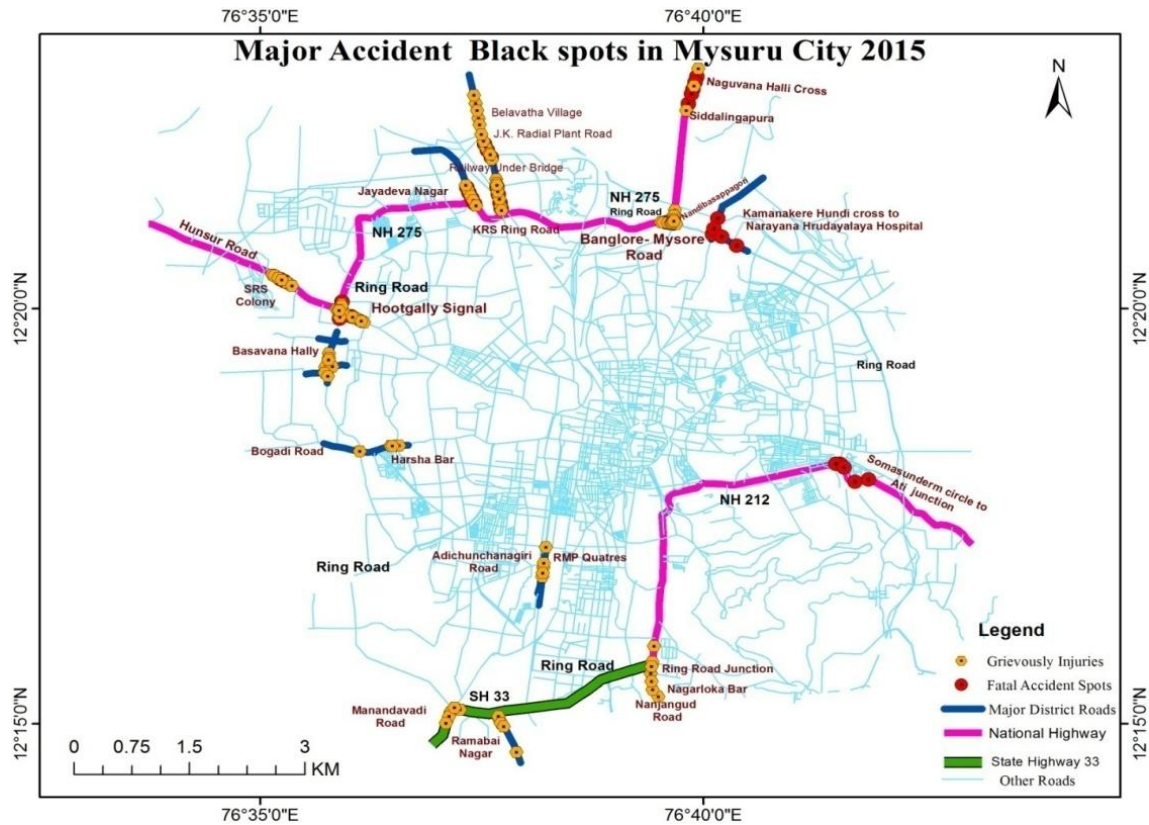 76°35'0"E
76°40'0"E
Major Accident  Black spots in Mysuru City 2015
N
Naguvana Halli Cross
Siddalingapura
Belavatha Village
J.K. Radial Plant Road
Railway Under Bridge
Jayadeva Nagar
NH 275
Ring Road
Nandibasappagori
Kamanakere Hundi cross to
Narayana Hrudayalaya Hospital
KRS Ring Road
Banglore- Mysore
Road
NH 275
Hunsur Road
SRS
Colony
Ring Road
Hootgally Signal
12°20'0"N
12°20'0"N
Basavana Hally
Ring Road
Bogadi Road
Harsha Bar
Somasunderm circle to
Ati junction
NH 212
Adichunchanagiri
Road
RMP Quatres
Ring Road
Ring Road
Ring Road Junction
Nagarloka Bar
Nanjangud
Road
SH 33
Manandavadi
Road
Ramabai
Nagar
12°15'0"N
12°15'0"N
Legend
Grievously Injuries
Fatal Accident Spots
Major District Roads
National Highway
State Highway 33
Other Roads
0 0.75 1.5 3
KM
76°35'0"E
76°40'0"E